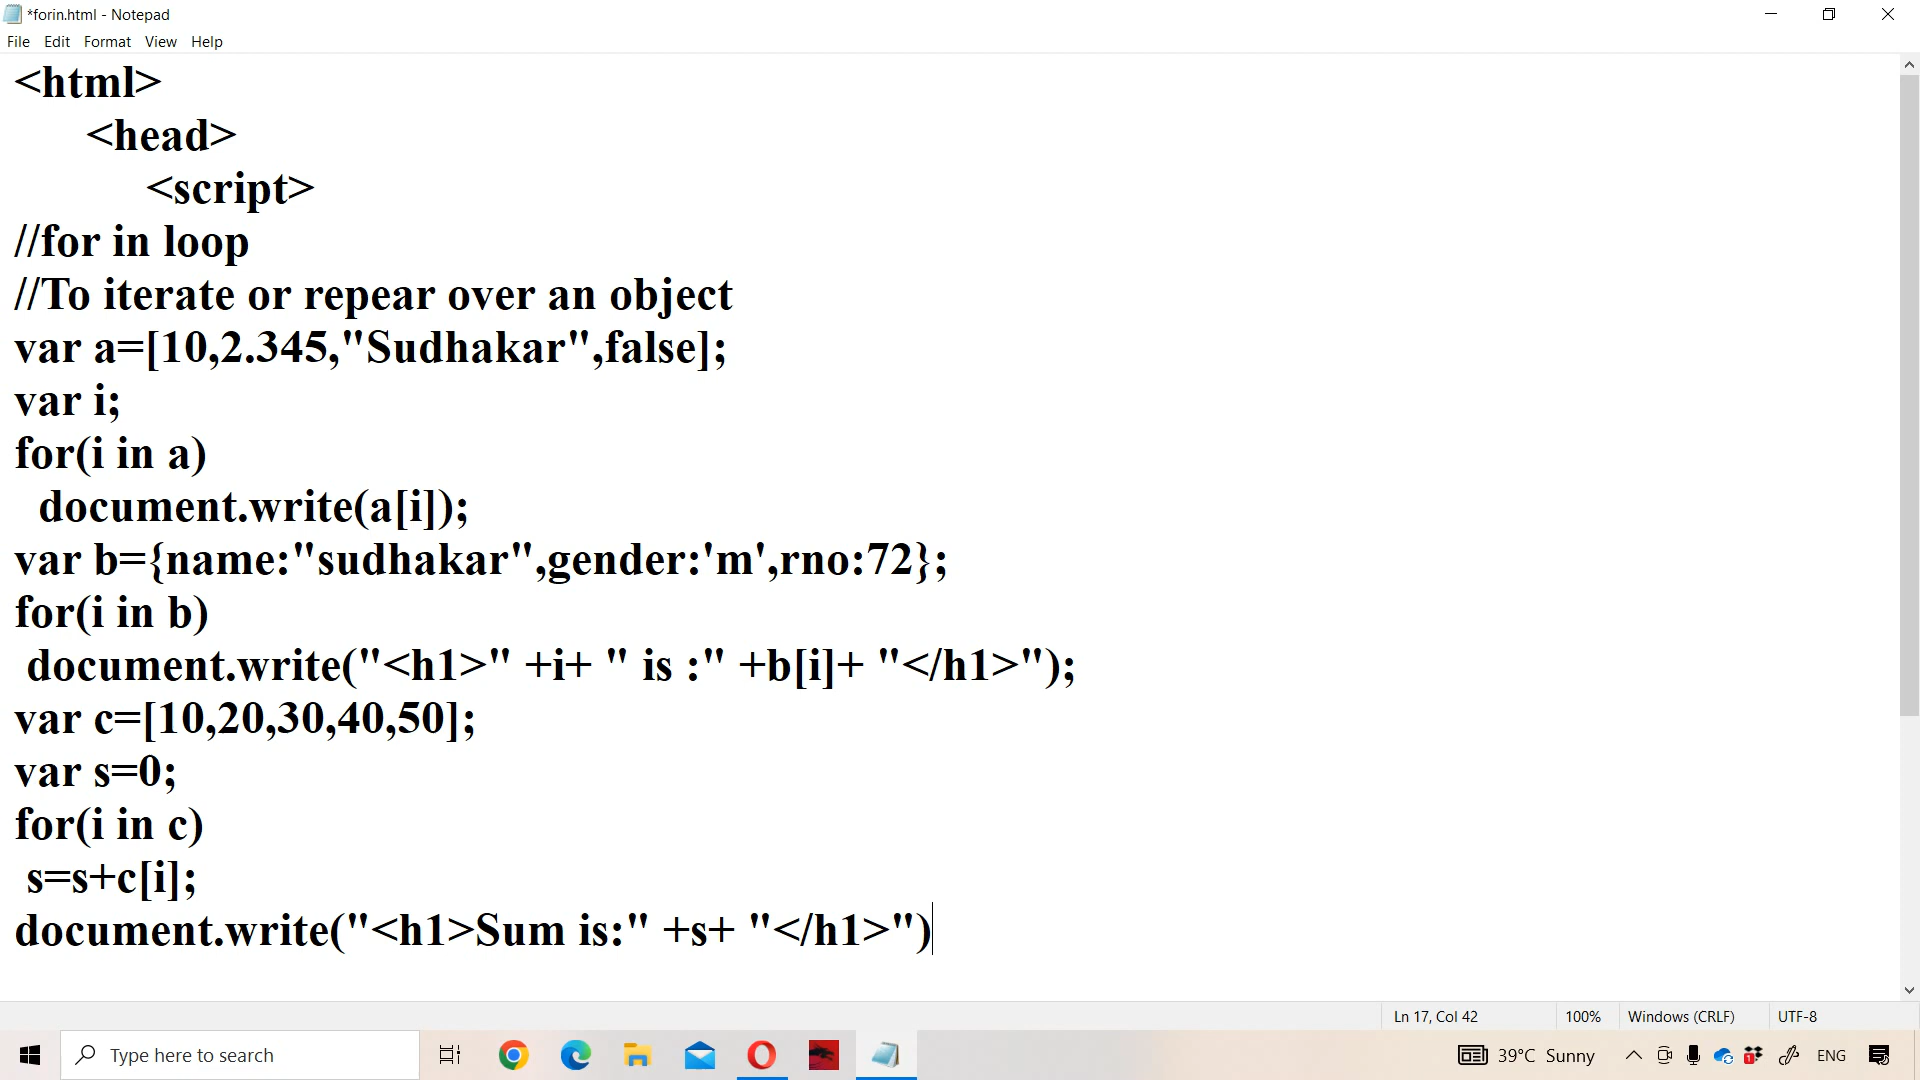 *forin.html - Notepad
File Edit Format View Help
<html>
<head>
<script>
//for in loop
//To iterate or repear over an object
var a=[10,2.345,"Sudhakar",false];
var i;
for(i in a)
document.write(a[i]);
var b={name:"sudhakar",gender:'m',rno:72};
for(i in b)
document.write("<h1>" +i+ " is :" +b[i]+ "</h1>");
var c=[10,20,30,40,50];
var s=0;
for(i in c)
s=s+c[i];
document.write("<h1>Sum is:" +s+ "</h1>")
Ln 17, Col 42 100% Windows (CRLF) UTF-8
Type here to search 39°C Sunny 1 ENG